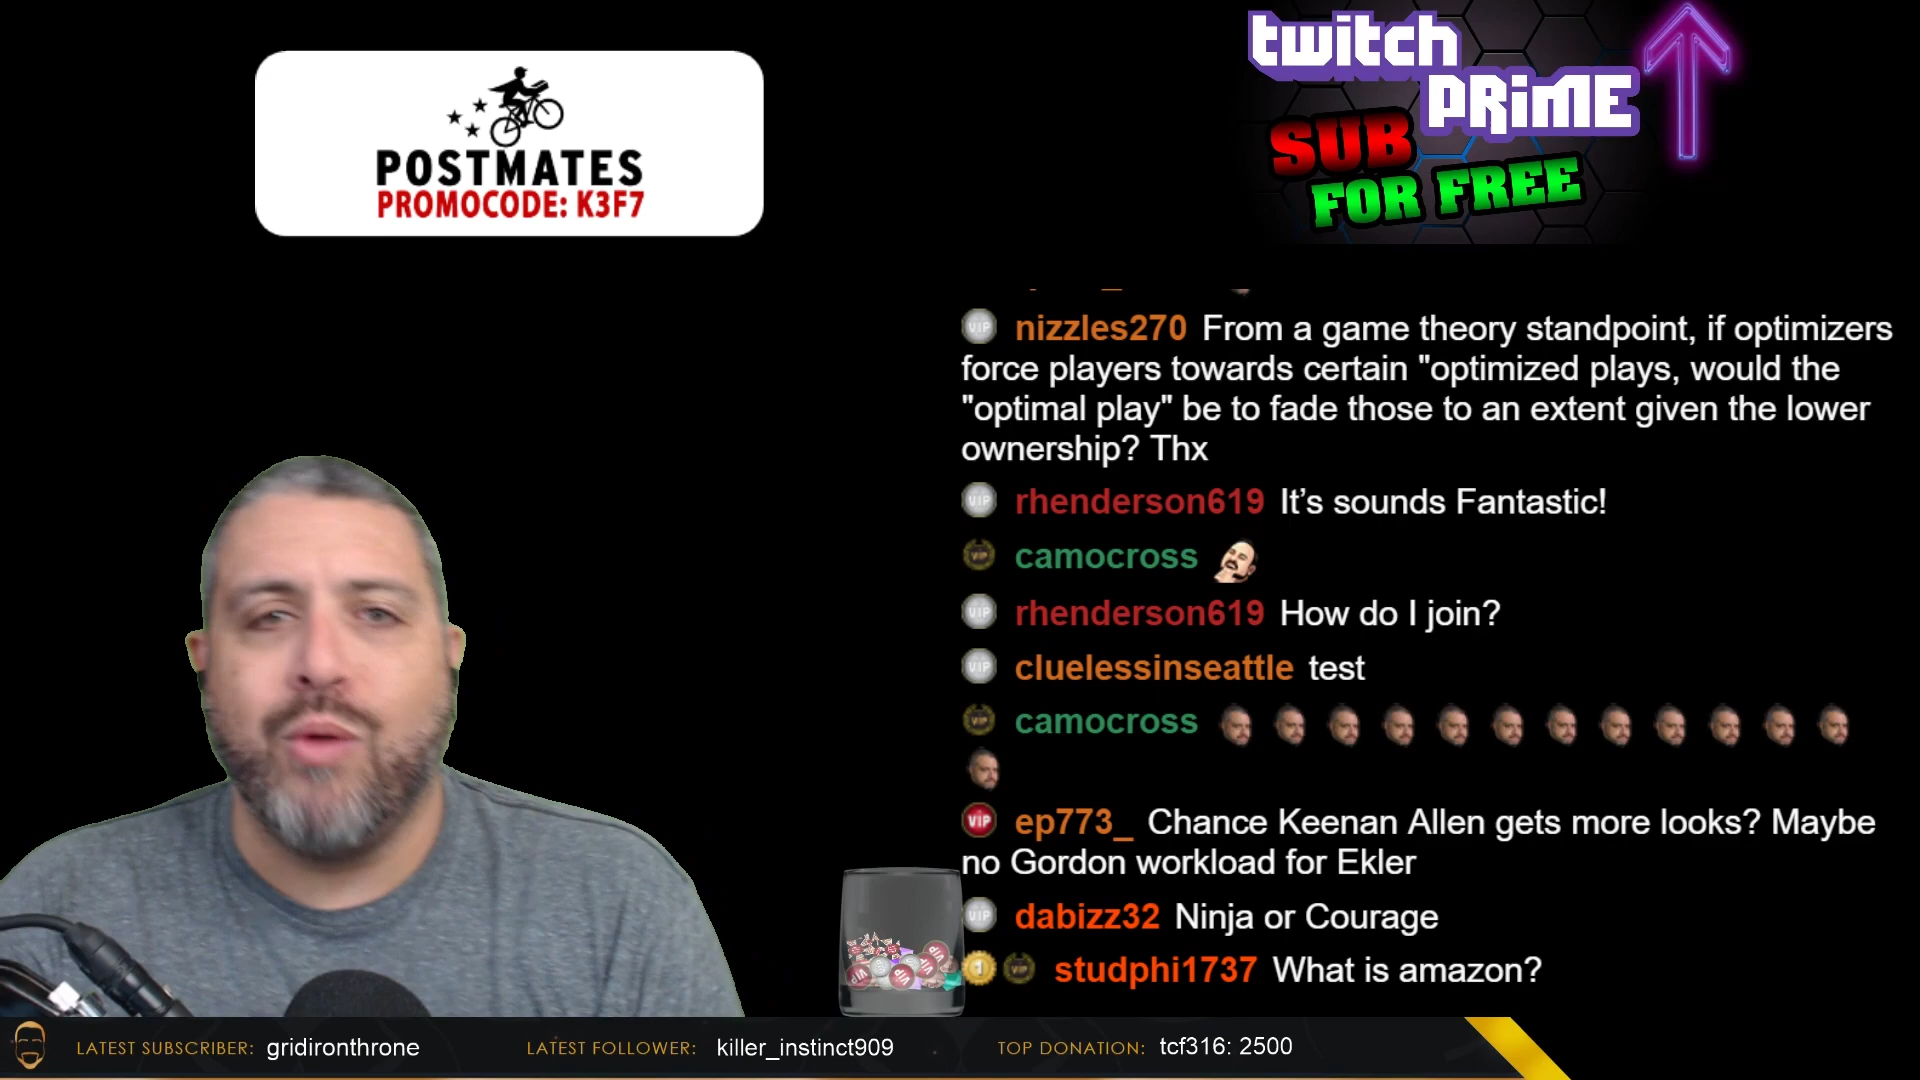 POSTMATES
PROMOCODE: K3F7
twitch
PRiME
SUB
FOR FREE
nizzles270 From a game theory standpoint, if optimizers
force players towards certain "optimized plays, would the
"optimal play" be to fade those to an extent given the lower
ownership? Thx
rhenderson619 It's sounds Fantastic!
camocross
rhenderson619 How do I join?
cluelessinseattle test
camocross
ep773_ Chance Keenan Allen gets more looks? Maybe
no Gordon workload for Ekler
dabizz32 Ninja or Courage
studphi1737 What is amazon?
LATEST SUBSCRIBER: gridironthrone LATEST FOLLOWER: killer_instinct909 TOP DONATION: tcf316: 2500